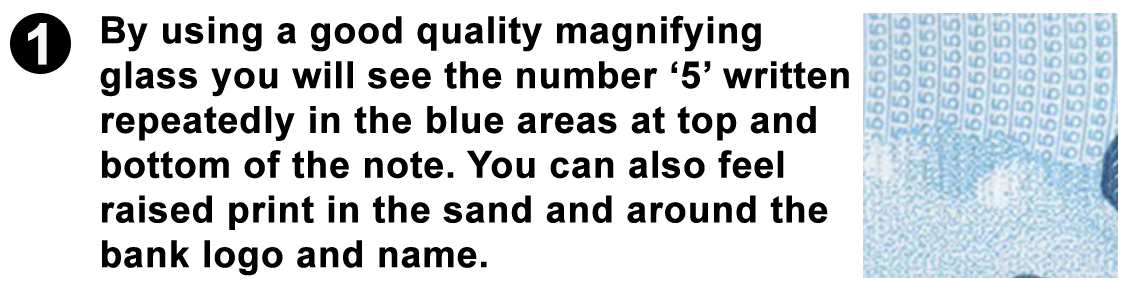 1
By using a good quality magnifying
glass you will see the number ‘5’ written
repeatedly in the blue areas at top and
bottom of the note. You can also feel
raised print in the sand and around the
bank logo and name.